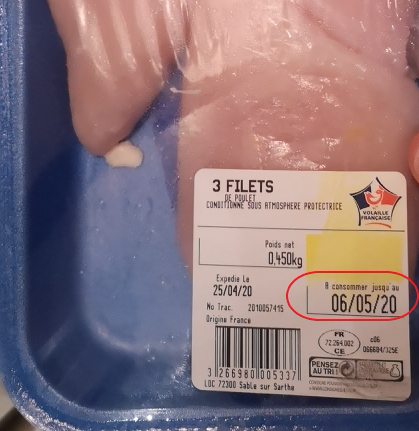 3 FILETS
DE POULET
CONDITIONNE SOUS ATMOSPHERE PROTECTRICE
VOLAILLE
FRANÇAISE
Poids net
0,450kg
Expedie le
25/04/20
A consommer jusqu'au
06/05/20
No Trac. 2010057415
Origine France
FR
72.264.002
CE
c06
066684/325E
PENSEZ
AU TRI !
3 266980 005337
LOC 72300 Sable sur Sarthe